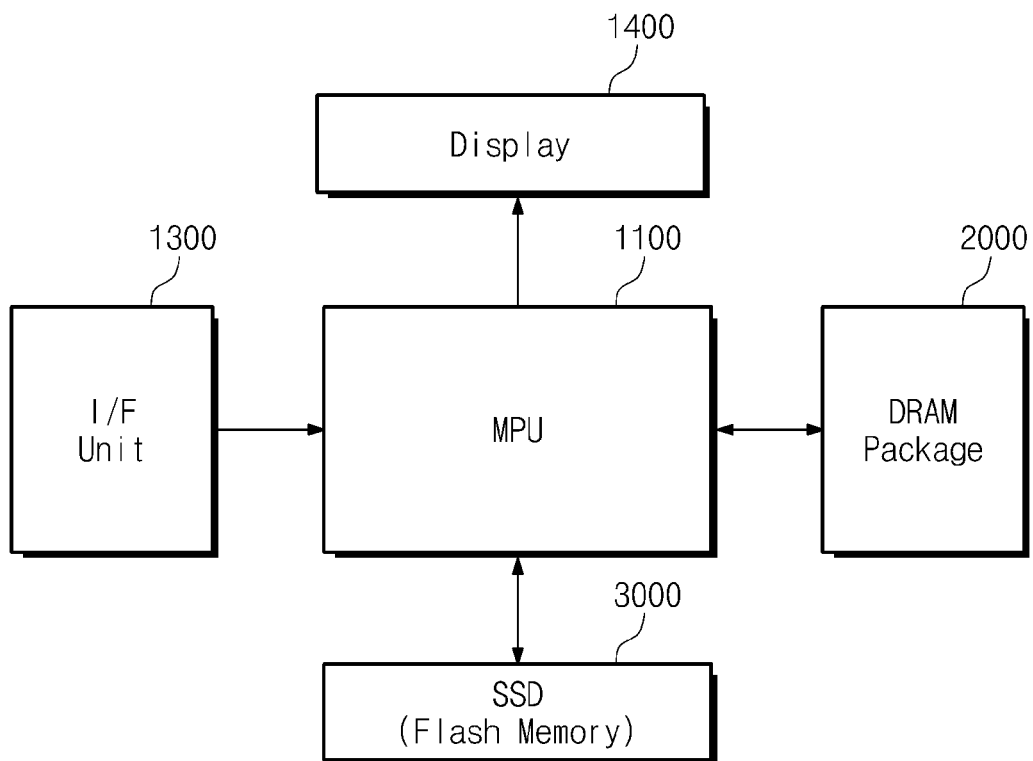 1400
Display
1300
1100
2000
I/F
Unit
MPU
DRAM
Package
3000
SSD
(Flash Memory)